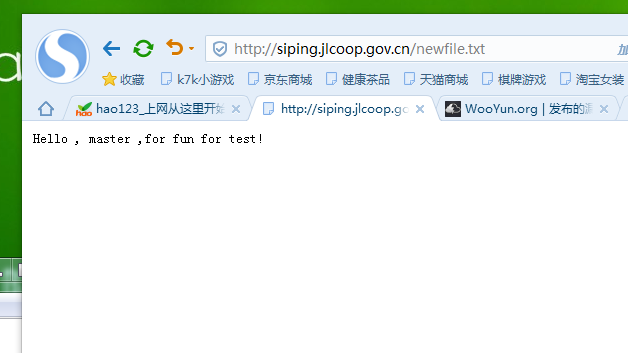 http://siping.jlcoop.gov.cn/newfile.txt
收藏 k7k小游戏 京东商城 健康茶品 天猫商城 棋牌游戏 淘宝女装
hao123_上网从这里开始 http://siping.jlcoop.gc WooYun.org | 发布的漏
Hello , master ,for fun for test!